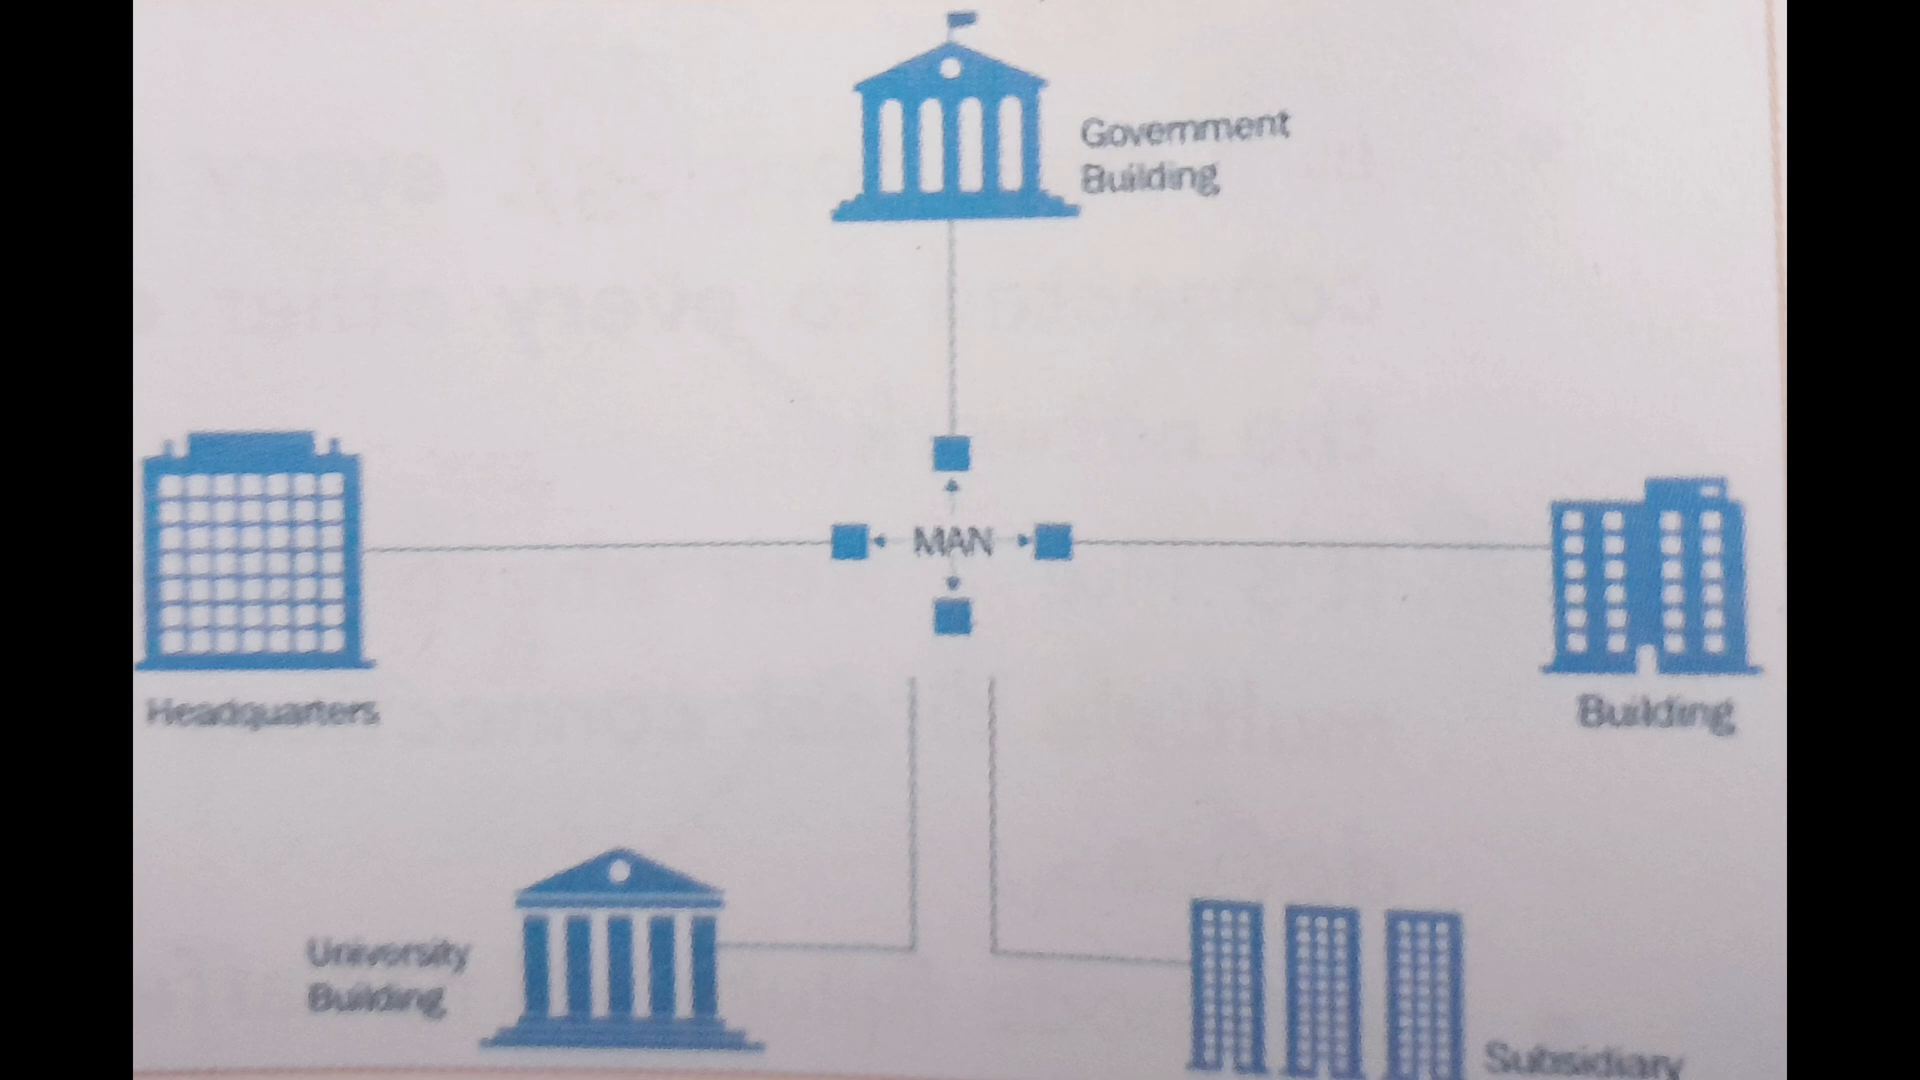 Government
Building
MAN
Headquarters
Building
University
Building
Subsidiary